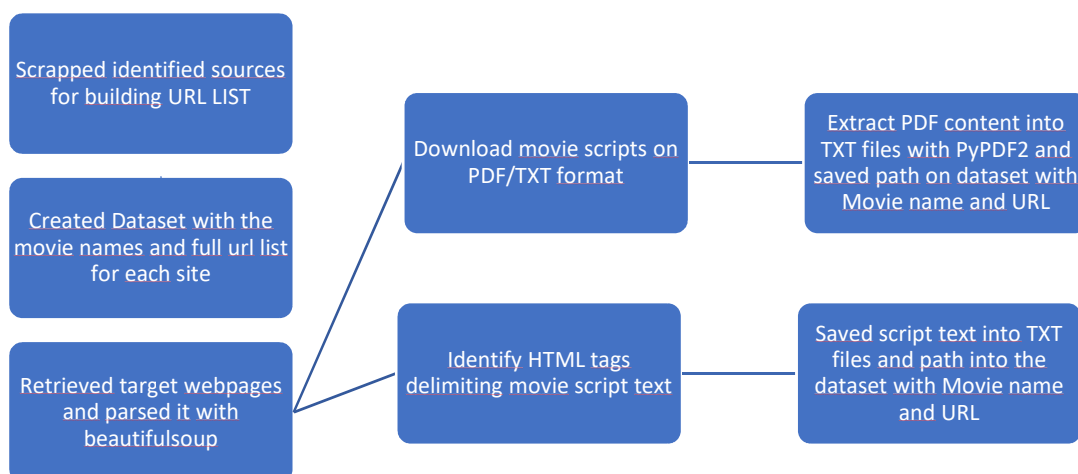 Scrapped identified sources
for building URL LIST
Created Dataset with the
movie names and full url list
for each site
Retrieved target webpages
and parsed it with
beautifulsoup
Download movie scripts on
PDF/TXT format
Identify HTML tags
delimiting movie script text
Extract PDF content into
TXT files with PyPDF2 and
saved path on dataset with
Movie name and URL
Saved script text into TXT
files and path into the
dataset with Movie name
and URL